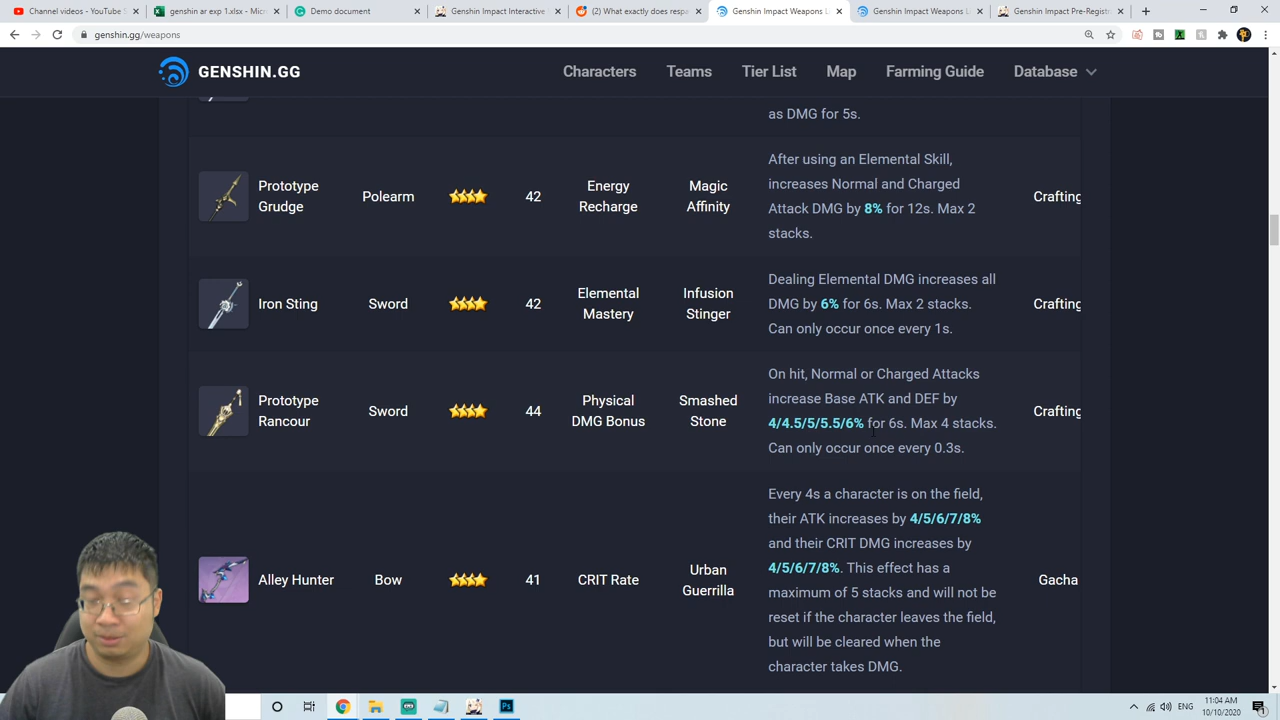 Channel videos - YouTube S
genshin ar exp 1.xlsx - Micr
Demo document
Genshin Impact Interactive
(2) What exactly does resp
Genshin Impact Weapons L
Genshin Impact Weapons L
Genshin Impact Pre-Registr
genshin.gg/weapons
GENSHIN.GG
Characters
Teams
Tier List
Map
Farming Guide
Database
as DMG for 5s.
Prototype
Grudge
Polearm
42
Energy
Recharge
Magic
Affinity
After using an Elemental Skill,
increases Normal and Charged
Attack DMG by 8% for 12s. Max 2
stacks.
Crafting
Iron Sting
Sword
42
Elemental
Mastery
Infusion
Stinger
Dealing Elemental DMG increases all
DMG by 6% for 6s. Max 2 stacks.
Can only occur once every 1s.
Crafting
Prototype
Rancour
Sword
44
Physical
DMG Bonus
Smashed
Stone
On hit, Normal or Charged Attacks
increase Base ATK and DEF by
4/4.5/5/5.5/6% for 6s. Max 4 stacks.
Can only occur once every 0.3s.
Crafting
Alley Hunter
Bow
41
CRIT Rate
Urban
Guerrilla
Every 4s a character is on the field,
their ATK increases by 4/5/6/7/8%
and their CRIT DMG increases by
4/5/6/7/8%. This effect has a
maximum of 5 stacks and will not be
reset if the character leaves the field,
but will be cleared when the
character takes DMG.
Gacha
Ps
ENG
11:04 AM
10/10/2020